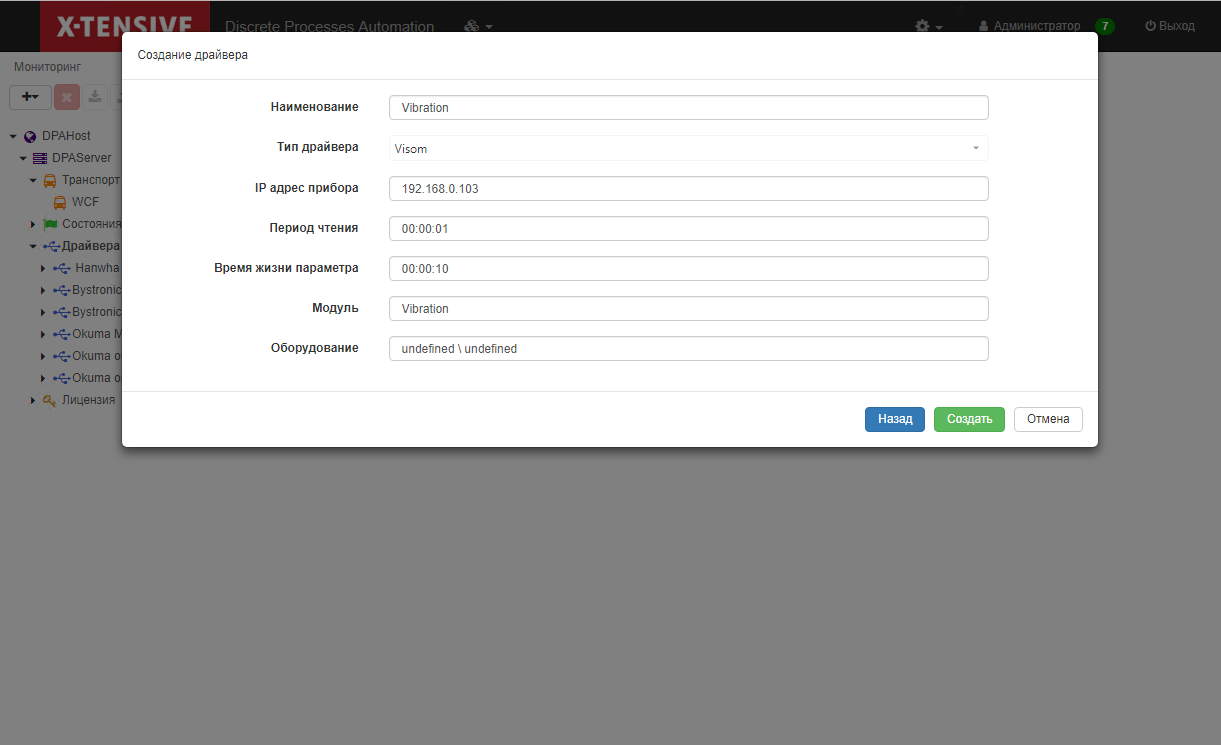 X-TENSIVE
Discrete Processes Automation
Администратор
7
Выход
Создание драйвера
Мониторинг
Наименование
Vibration
Тип драйвера
Visom
IP адрес прибора
192.168.0.103
Период чтения
00:00:01
Время жизни параметра
00:00:10
Модуль
Vibration
Оборудование
undefined \ undefined
Назад
Создать
Отмена
DPAHost
DPAServer
Транспорт
WCF
Состояния
Драйвера
Hanwha
Bystronic
Bystronic
Okuma M
Okuma o
Okuma o
Лицензия